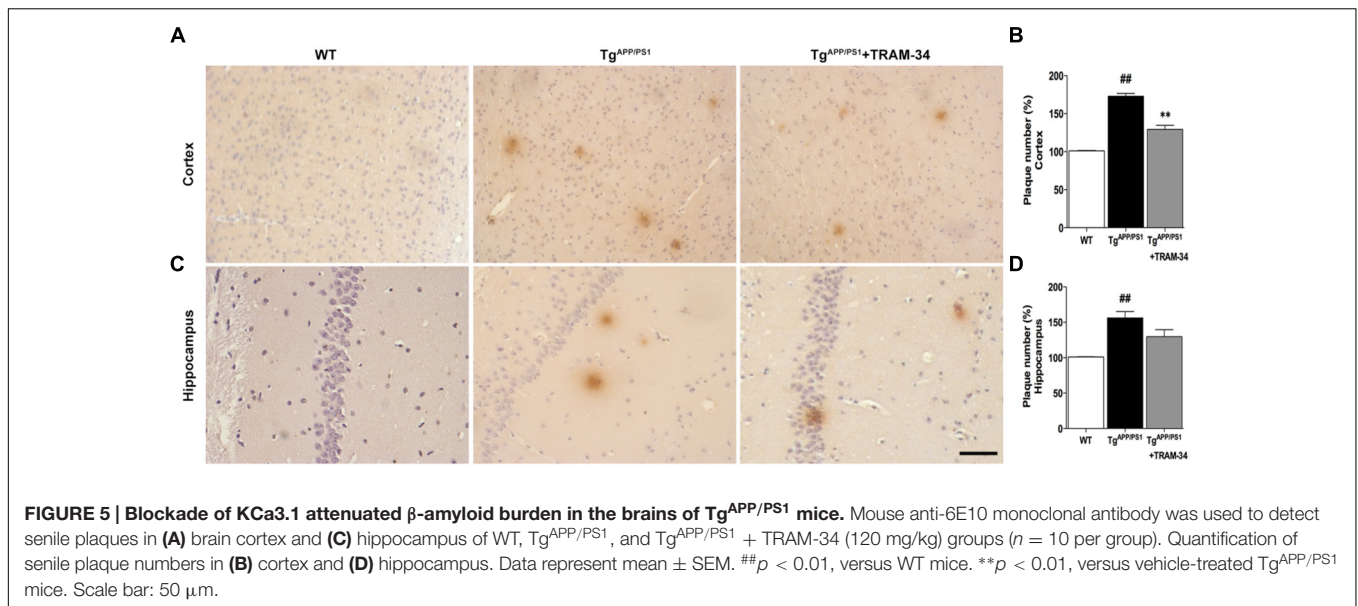 A
B
WT
Tg^APP/PS1
Tg^APP/PS1+TRAM-34
Cortex
Plaque number (%)
Cortex
200
150
100
50
0
##
**
WT
Tg^APP/PS1
Tg^APP/PS1
+TRAM-34
C
D
Hippocampus
Plaque number (%)
Hippocampus
200
150
100
50
0
##
WT
Tg^APP/PS1
Tg^APP/PS1
+TRAM-34
FIGURE 5 | Blockade of KCa3.1 attenuated β-amyloid burden in the brains of Tg^APP/PS1 mice. Mouse anti-6E10 monoclonal antibody was used to detect
senile plaques in (A) brain cortex and (C) hippocampus of WT, Tg^APP/PS1, and Tg^APP/PS1 + TRAM-34 (120 mg/kg) groups (n = 10 per group). Quantification of
senile plaque numbers in (B) cortex and (D) hippocampus. Data represent mean ± SEM. ##p < 0.01, versus WT mice. **p < 0.01, versus vehicle-treated Tg^APP/PS1
mice. Scale bar: 50 μm.